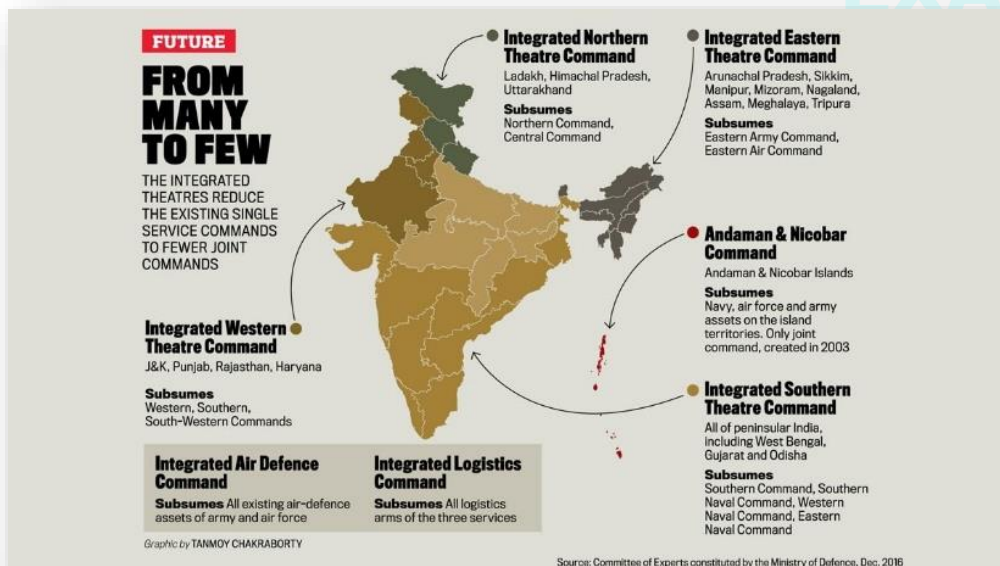 FUTURE
FROM
MANY
TO FEW
THE INTEGRATED
THEATRES REDUCE
THE EXISTING SINGLE
SERVICE COMMANDS
TO FEWER JOINT
COMMANDS
Integrated Northern
Theatre Command
Ladakh, Himachal Pradesh,
Uttarakhand
Subsumes
Northern Command,
Central Command
Integrated Eastern
Theatre Command
Arunachal Pradesh, Sikkim,
Manipur, Mizoram, Nagaland,
Assam, Meghalaya, Tripura
Subsumes
Eastern Army Command,
Eastern Air Command
Andaman & Nicobar
Command
Andaman & Nicobar Islands
Subsumes
Navy, air force and army
assets on the island
territories. Only joint
command, created in 2003
Integrated Western
Theatre Command
J&K, Punjab, Rajasthan, Haryana
Subsumes
Western, Southern,
South-Western Commands
Integrated Southern
Theatre Command
All of peninsular India,
including West Bengal,
Gujarat and Odisha
Subsumes
Southern Command, Southern
Naval Command, Western
Naval Command, Eastern
Naval Command
Integrated Air Defence
Command
Subsumes All existing air-defence
assets of army and air force
Integrated Logistics
Command
Subsumes All logistics
arms of the three services
Graphic by TANMOY CHAKRABORTY
Source: Committee of Experts constituted by the Ministry of Defence, Dec, 2016